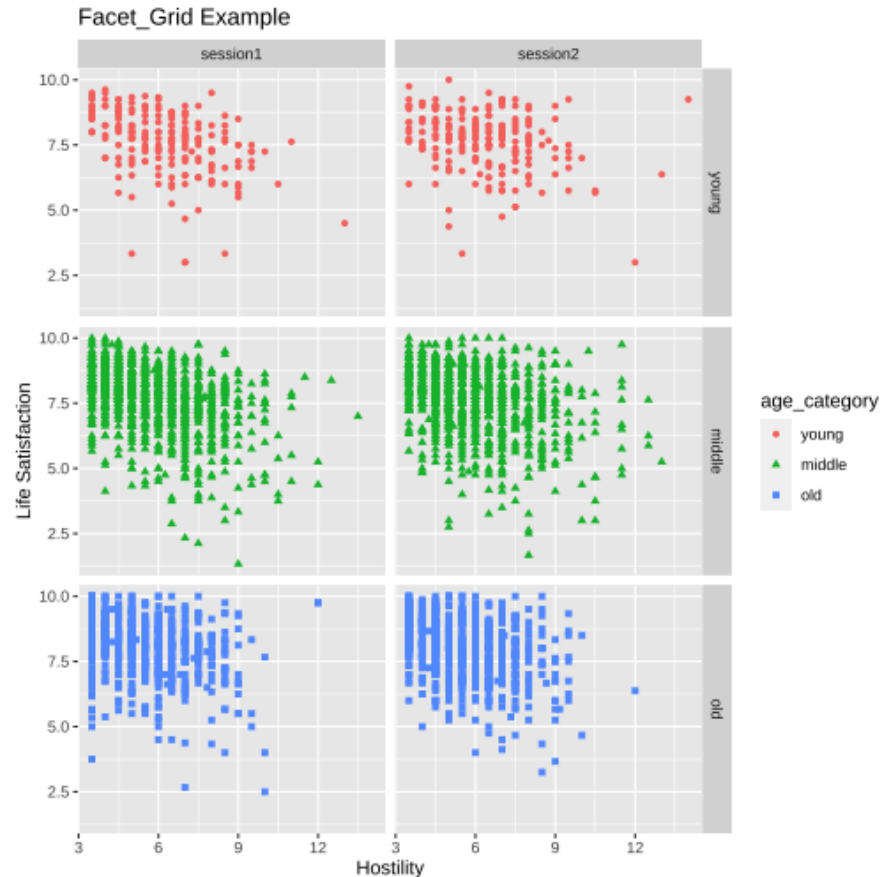 Facet_Grid Example
session1
session2
10.0
7.5
5.0
2.5
young
10.0
7.5
5.0
2.5
middle
10.0
7.5
5.0
2.5
old
Life Satisfaction
3 6 9 12
3 6 9 12
Hostility
age_category
young
middle
old